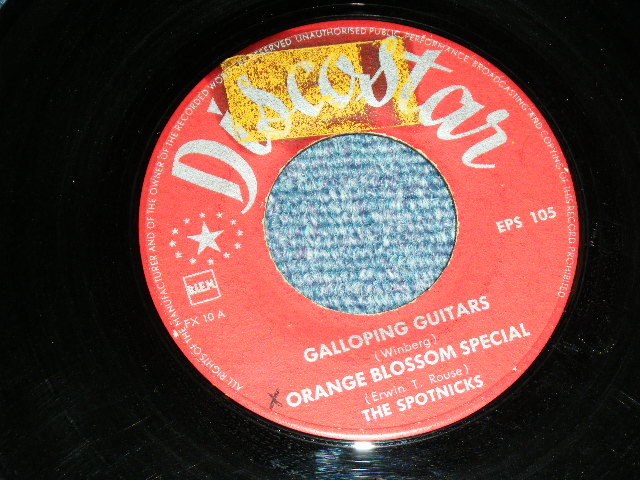 ALL RIGHTS OF THE MANUFACTURER AND OF THE OWNER OF THE RECORDED WORK RESERVED UNAUTHORISED PUBLIC PERFORMANCE BROADCASTING AND COPYING OF THIS RECORD PROHIBITED
Discostar
EPS 105
BIEM
FX 10 A
GALLOPING GUITARS
(Winberg)
x ORANGE BLOSSOM SPECIAL
(Erwin T. Rouse)
THE SPOTNICKS